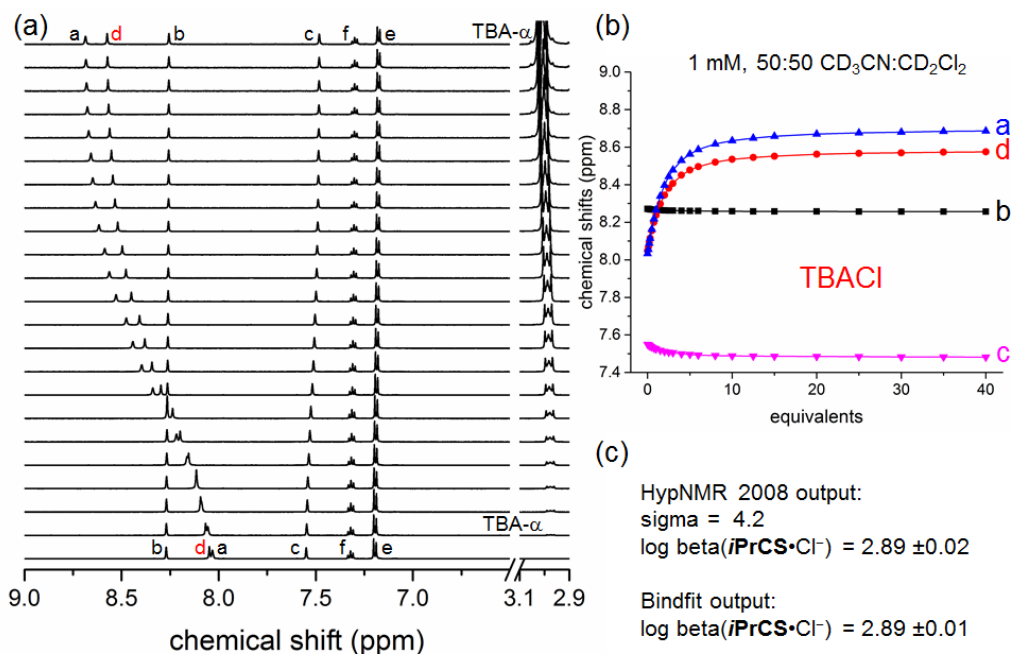 (a)
a d b c f e TBA-α
TBA-α
b d a c f e
9.0 8.5 8.0 7.5 7.0 3.1 2.9
chemical shift (ppm)
(b)
1 mM, 50:50 CD₃CN:CD₂Cl₂
chemical shifts (ppm)
9.0
8.8
8.6
8.4
8.2
8.0
7.8
7.6
7.4
a
d
b
TBACl
c
0 5 10 15 20 25 30 35 40
equivalents
(c)
HypNMR 2008 output:
sigma = 4.2
log beta(iPrCS•Cl⁻) = 2.89 ±0.02
Bindfit output:
log beta(iPrCS•Cl⁻) = 2.89 ±0.01